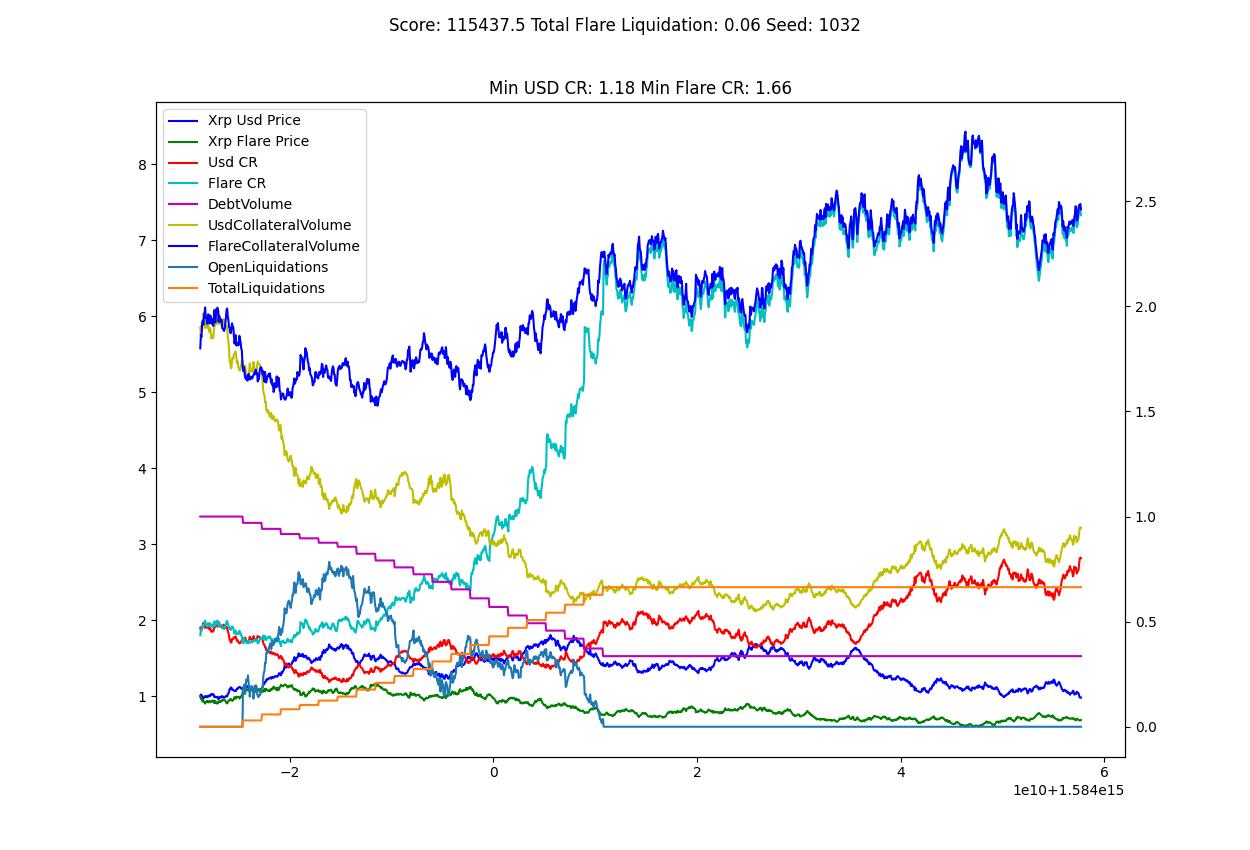 Score: 115437.5 Total Flare Liquidation: 0.06 Seed: 1032
Min USD CR: 1.18 Min Flare CR: 1.66
Xrp Usd Price
Xrp Flare Price
Usd CR
Flare CR
DebtVolume
UsdCollateralVolume
FlareCollateralVolume
OpenLiquidations
TotalLiquidations
8
7
6
5
4
3
2
1
2.5
2.0
1.5
1.0
0.5
0.0
−2 0 2 4 6
1e10+1.584e15